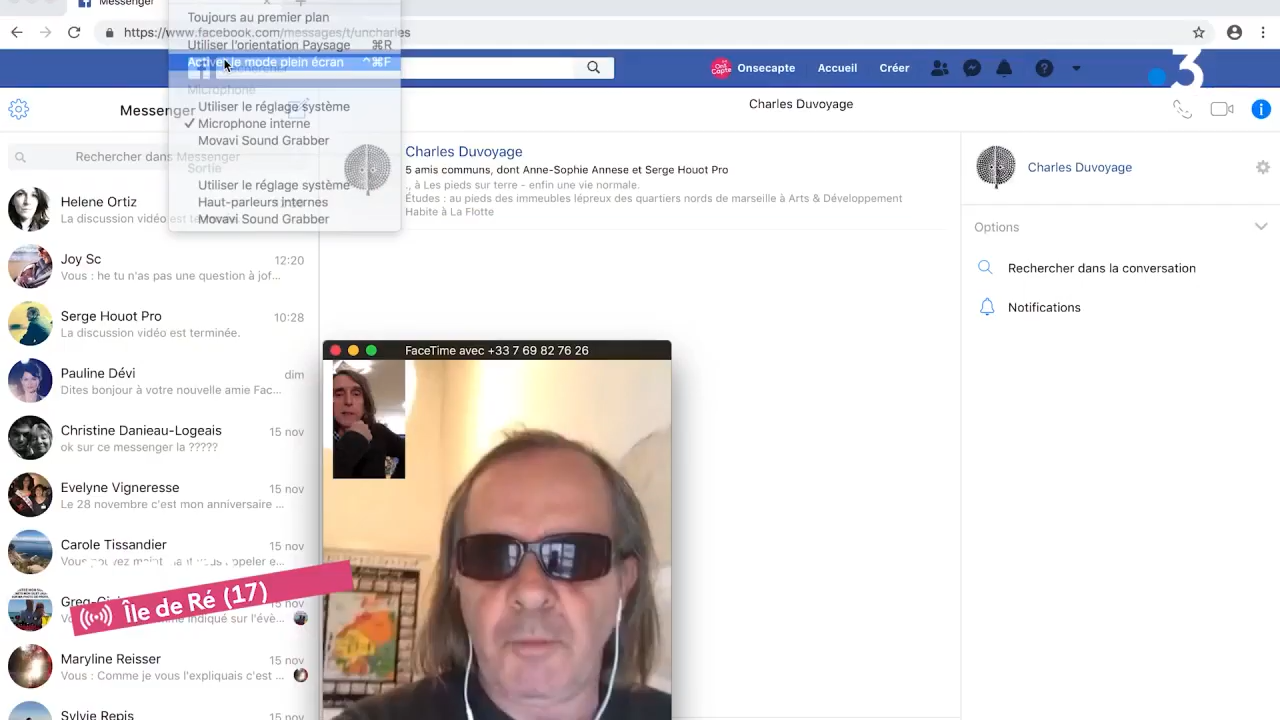 Messenger
Toujours au premier plan
https://www.facebook.com/messages/t/uncharles
Utiliser l'orientation Paysage ⌘R
Activer le mode plein écran ^⌘F
Microphone
Utiliser le réglage système
✓ Microphone interne
Movavi Sound Grabber
Sortie
Utiliser le réglage système
Haut-parleurs internes
Movavi Sound Grabber
Onsecapte
Accueil
Créer
3
Messenger
Charles Duvoyage
Rechercher dans Messenger
Helene Ortiz
La discussion vidéo est
Joy Sc 12:20
Vous : he tu n'as pas une question à jof...
Serge Houot Pro 10:28
La discussion vidéo est terminée.
Pauline Dévi dim
Dites bonjour à votre nouvelle amie Fac...
Christine Danieau-Logeais 15 nov
ok sur ce messenger la ?????
Evelyne Vigneresse 15 nov
Le 28 novembre c'est mon anniversaire ...
Carole Tissandier 15 nov
Île de Ré (17)
15 nov
indiqué sur l'évè...
Maryline Reisser 15 nov
Vous : Comme je vous l'expliquais c'est ...
Sylvie Repis 15 nov
Charles Duvoyage
5 amis communs, dont Anne-Sophie Annese et Serge Houot Pro
., à Les pieds sur terre - enfin une vie normale.
Études : au pieds des immeubles lépreux des quartiers nords de marseille à Arts & Développement
Habite à La Flotte
FaceTime avec +33 7 69 82 76 26
Charles Duvoyage
Options
Rechercher dans la conversation
Notifications